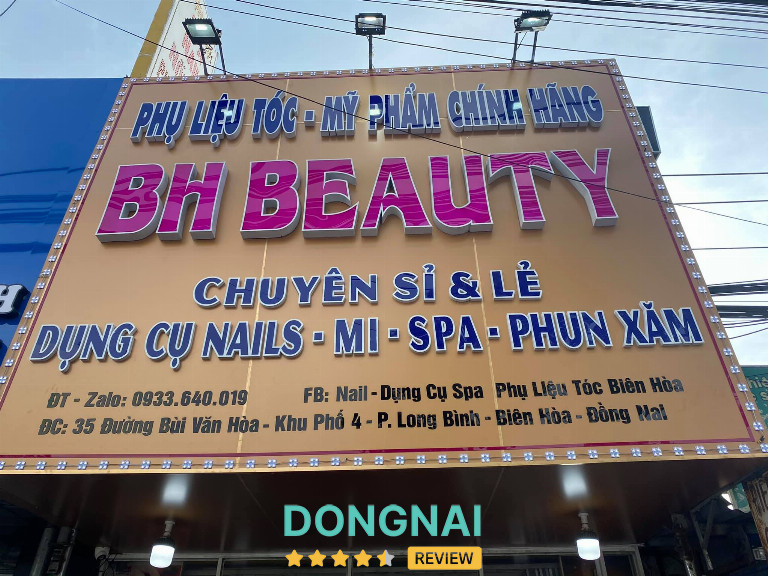 PHỤ LIỆU TÓC - MỸ PHẨM CHÍNH HÃNG
BH BEAUTY
CHUYÊN SỈ & LẺ
DỤNG CỤ NAILS - MI - SPA - PHUN XĂM
ĐT - Zalo: 0933.640.019 FB: Nail - Dụng Cụ Spa Phụ Liệu Tóc Biên Hòa
ĐC: 35 Đường Bùi Văn Hòa - Khu Phố 4 - P. Long Bình - Biên Hòa - Đồng Nai
DONGNAI
REVIEW